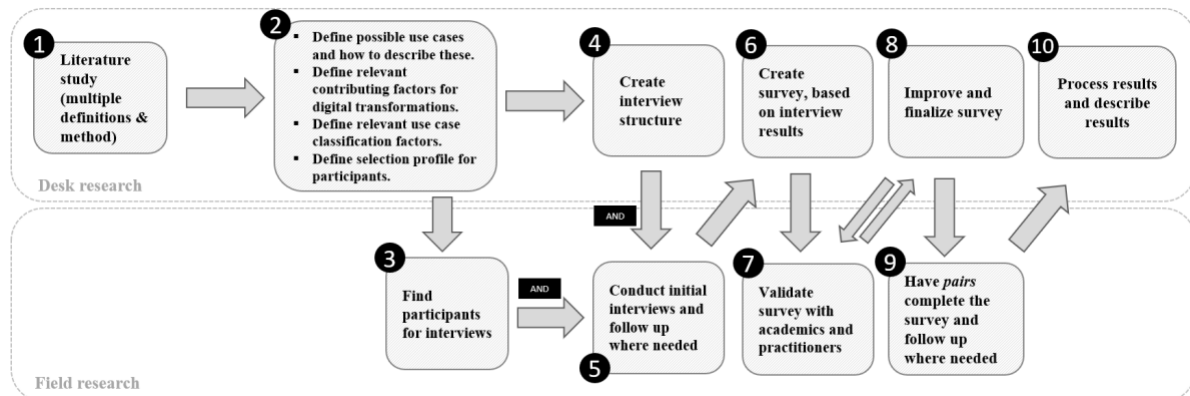 1
Literature
study
(multiple
definitions &
method)
2
▪ Define possible use cases
and how to describe these.
▪ Define relevant
contributing factors for
digital transformations.
▪ Define relevant use case
classification factors.
▪ Define selection profile for
participants.
4
Create
interview
structure
6
Create
survey, based
on interview
results
8
Improve and
finalize survey
10
Process results
and describe
results
Desk research
AND
3
Find
participants
for interviews
AND
Conduct initial
interviews and
follow up
where needed
5
7
Validate
survey with
academics and
practitioners
9
Have pairs
complete the
survey and
follow up
where needed
Field research